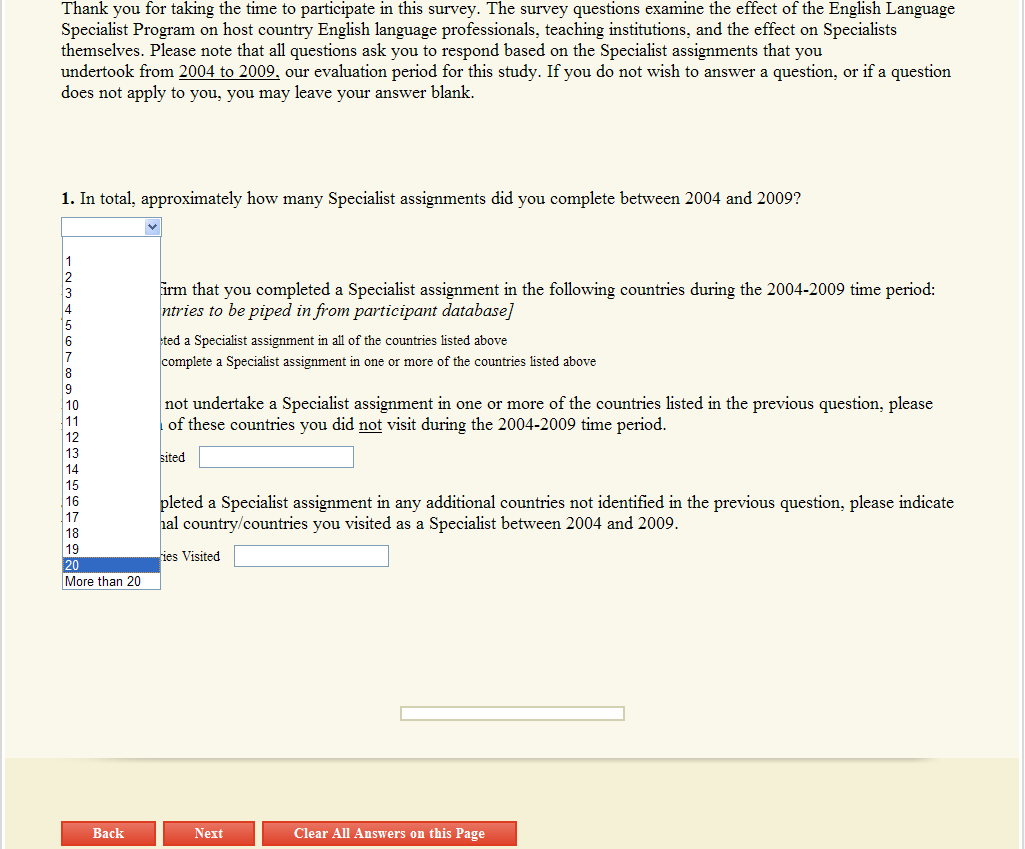 Thank you for taking the time to participate in this survey. The survey questions examine the effect of the English Language
Specialist Program on host country English language professionals, teaching institutions, and the effect on Specialists
themselves. Please note that all questions ask you to respond based on the Specialist assignments that you
undertook from 2004 to 2009, our evaluation period for this study. If you do not wish to answer a question, or if a question
does not apply to you, you may leave your answer blank.
1. In total, approximately how many Specialist assignments did you complete between 2004 and 2009?
1
2
3
4
5
6
7
8
9
10
11
12
13
14
15
16
17
18
19
20
More than 20
firm that you completed a Specialist assignment in the following countries during the 2004-2009 time period:
ntries to be piped in from participant database]
ted a Specialist assignment in all of the countries listed above
complete a Specialist assignment in one or more of the countries listed above
not undertake a Specialist assignment in one or more of the countries listed in the previous question, please
of these countries you did not visit during the 2004-2009 time period.
sited
pleted a Specialist assignment in any additional countries not identified in the previous question, please indicate
nal country/countries you visited as a Specialist between 2004 and 2009.
ies Visited
Back
Next
Clear All Answers on this Page